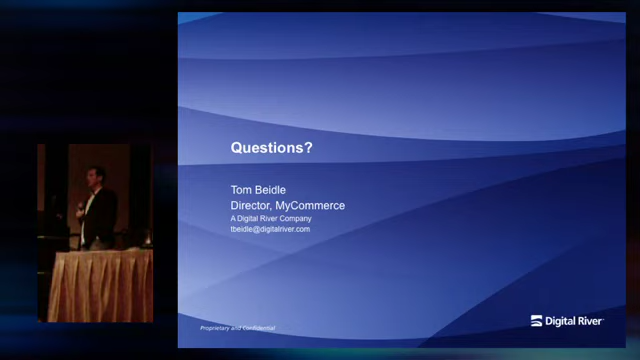 Questions?
Tom Beidle
Director, MyCommerce
A Digital River Company
tbeidle@digitalriver.com
Proprietary and Confidential
Digital River